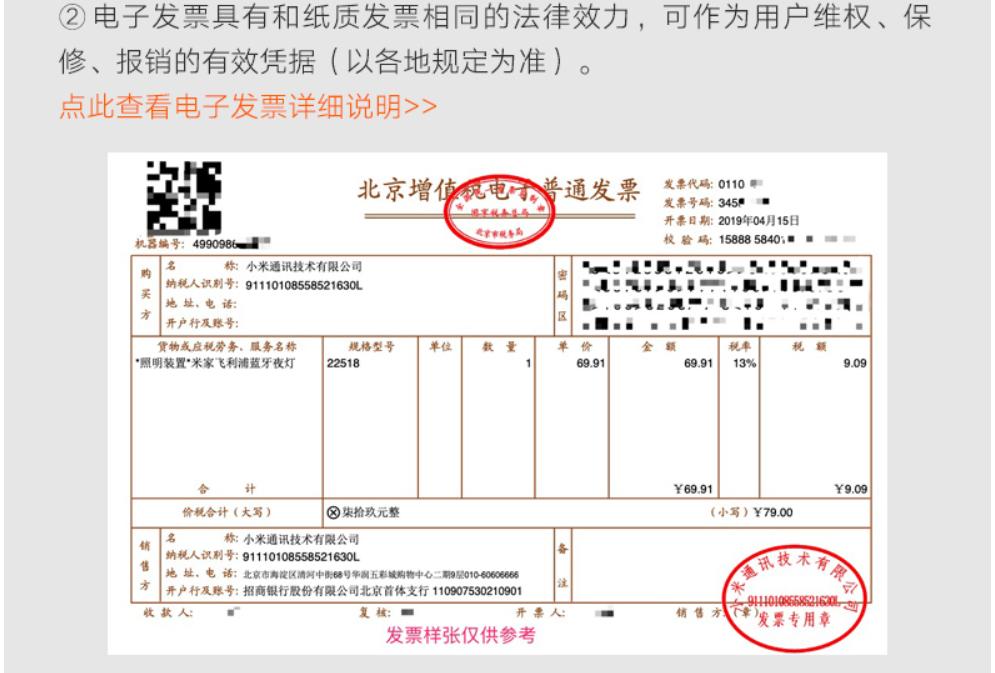 ②电子发票具有和纸质发票相同的法律效力，可作为用户维权、保
修、报销的有效凭据（以各地规定为准）。
点此查看电子发票详细说明>>
北京增值税电子普通发票
国家税务总局
北京市税务局
发票代码: 0110
发票号码: 345
开票日期: 2019年04月15日
校 验 码: 15888 5840
机器编号: 4990986
购买方
名 称: 小米通讯技术有限公司
纳税人识别号: 91110108558521630L
地 址、电 话:
开户行及账号:
密码区
货物或应税劳务、服务名称 规格型号 单位 数 量 单 价 金 额 税率 税 额
*照明装置*米家飞利浦蓝牙夜灯 22518 1 69.91 69.91 13% 9.09
合 计 ￥69.91 ￥9.09
价税合计（大写） ⊗柒拾玖元整 （小写）￥79.00
销售方
名 称: 小米通讯技术有限公司
纳税人识别号: 91110108558521630L
地 址、电 话: 北京市海淀区清河中街68号华润五彩城购物中心二期9层010-60606666
开户行及账号: 招商银行股份有限公司北京首体支行 110907530210901
备注
收 款 人: 复 核: 开 票 人: 销 售 方:（章）
小米通讯技术有限公司
91110108558521630L
发票专用章
发票样张仅供参考